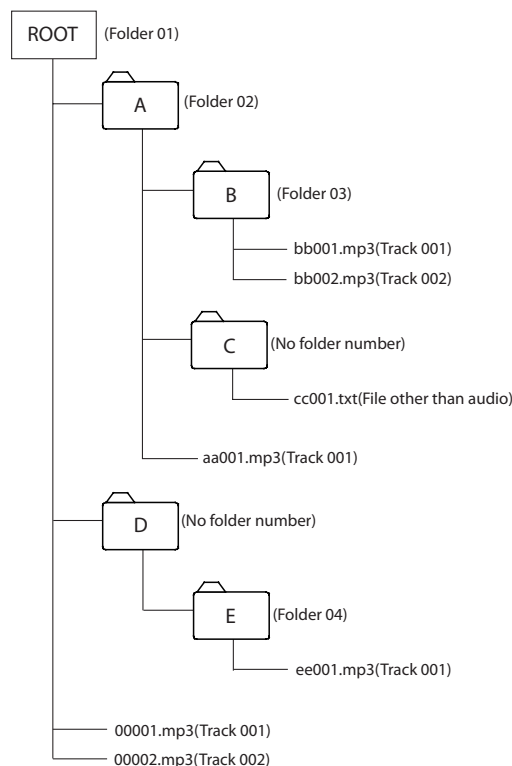 ROOT (Folder 01)
A (Folder 02)
B (Folder 03)
bb001.mp3(Track 001)
bb002.mp3(Track 002)
C (No folder number)
cc001.txt(File other than audio)
aa001.mp3(Track 001)
D (No folder number)
E (Folder 04)
ee001.mp3(Track 001)
00001.mp3(Track 001)
00002.mp3(Track 002)